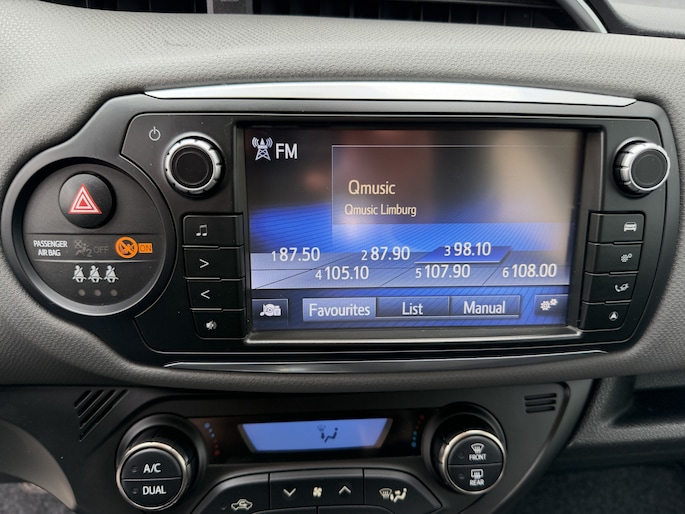 FM
Qmusic
Qmusic Limburg
1 87.50 2 87.90 3 98.10
4 105.10 5 107.90 6 108.00
Favourites List Manual
PASSENGER
AIR BAG
2 OFF ON
A/C
DUAL
FRONT
REAR